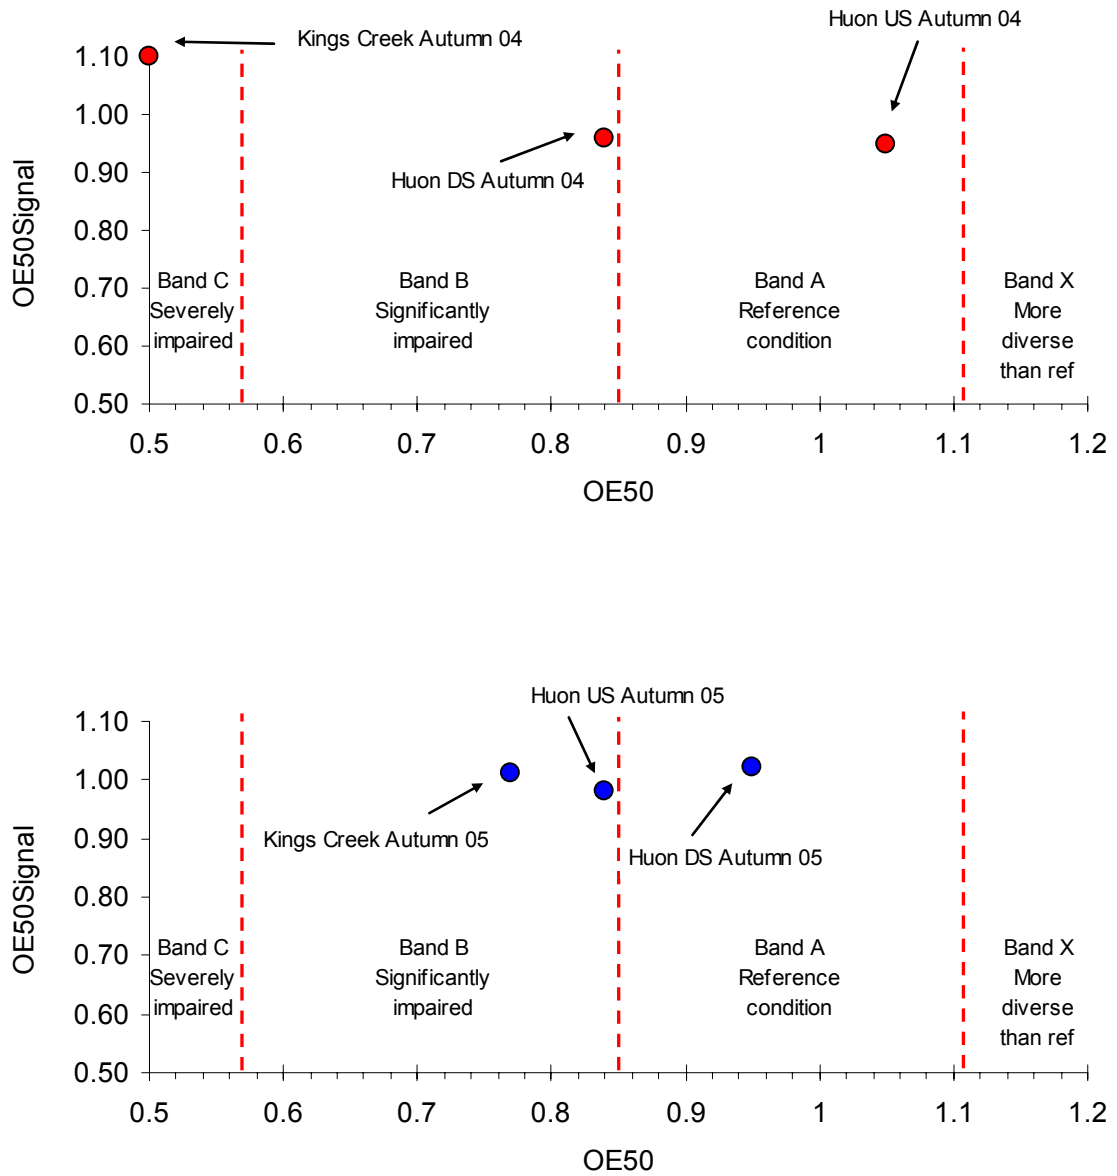 Huon US Autumn 04
Kings Creek Autumn 04
1.10
1.00
Huon DS Autumn 04
0.90
0.80
0.70
0.60
0.50
OE50Signal
Band C
Severely
impaired
Band B
Significantly
impaired
Band A
Reference
condition
Band X
More
diverse
than ref
0.5 0.6 0.7 0.8 0.9 1 1.1 1.2
OE50
Huon US Autumn 05
1.10
1.00
0.90
Kings Creek Autumn 05
Huon DS Autumn 05
0.80
0.70
0.60
0.50
OE50Signal
Band C
Severely
impaired
Band B
Significantly
impaired
Band A
Reference
condition
Band X
More
diverse
than ref
0.5 0.6 0.7 0.8 0.9 1 1.1 1.2
OE50